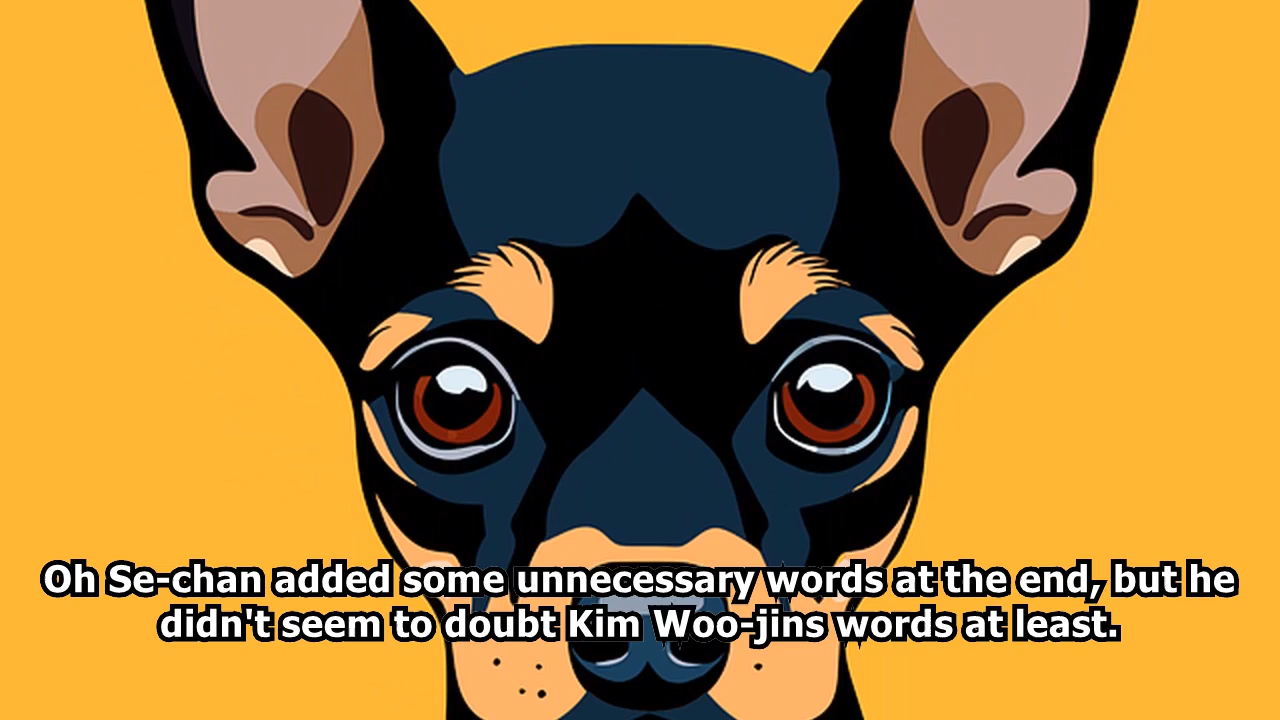 Oh Se-chan added some unnecessary words at the end, but he
didn't seem to doubt Kim Woo-jins words at least.